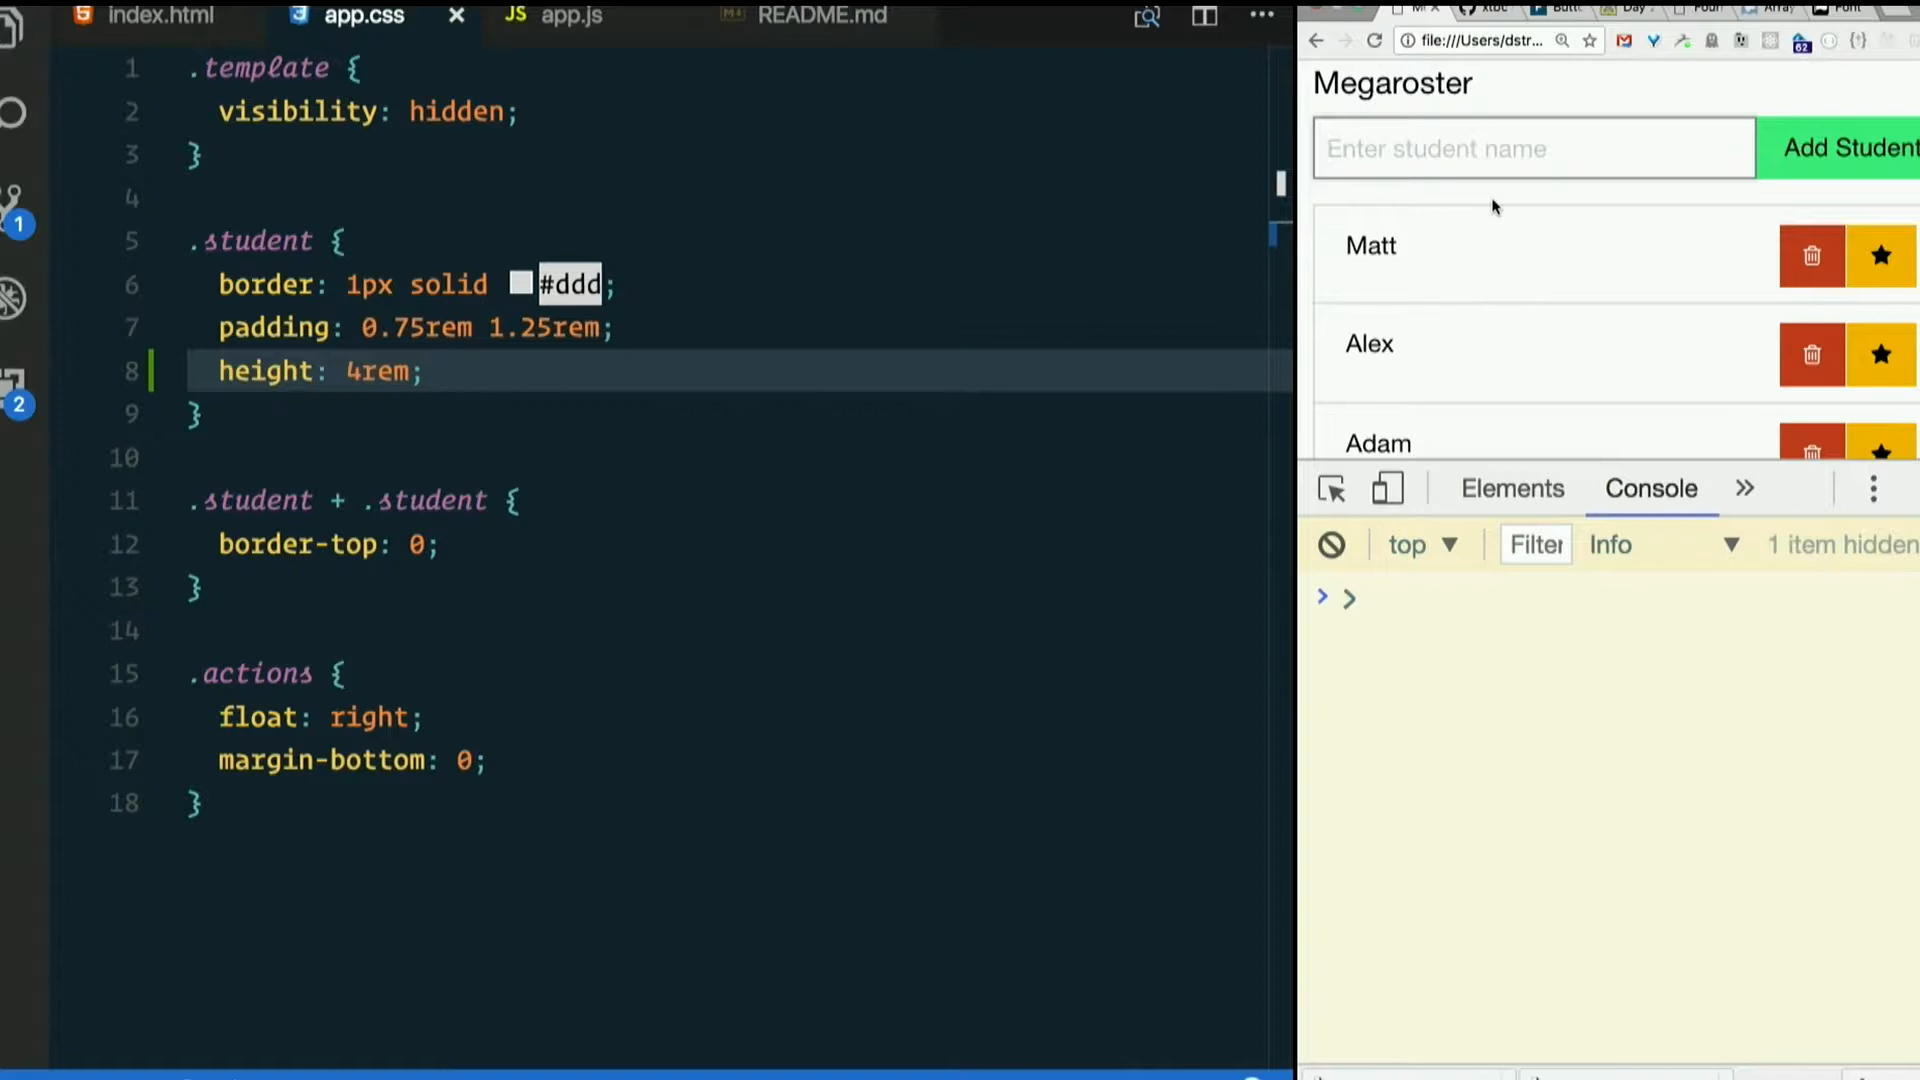 index.html app.css JS app.js README.md
1 .template {
2 visibility: hidden;
3 }
4
5 .student {
6 border: 1px solid #ddd;
7 padding: 0.75rem 1.25rem;
8 height: 4rem;
9 }
10
11 .student + .student {
12 border-top: 0;
13 }
14
15 .actions {
16 float: right;
17 margin-bottom: 0;
18 }
1
2
file:///Users/dstr...
62
Megaroster
Enter student name Add Student
Matt
Alex
Adam
Elements Console
top Filter Info 1 item hidden